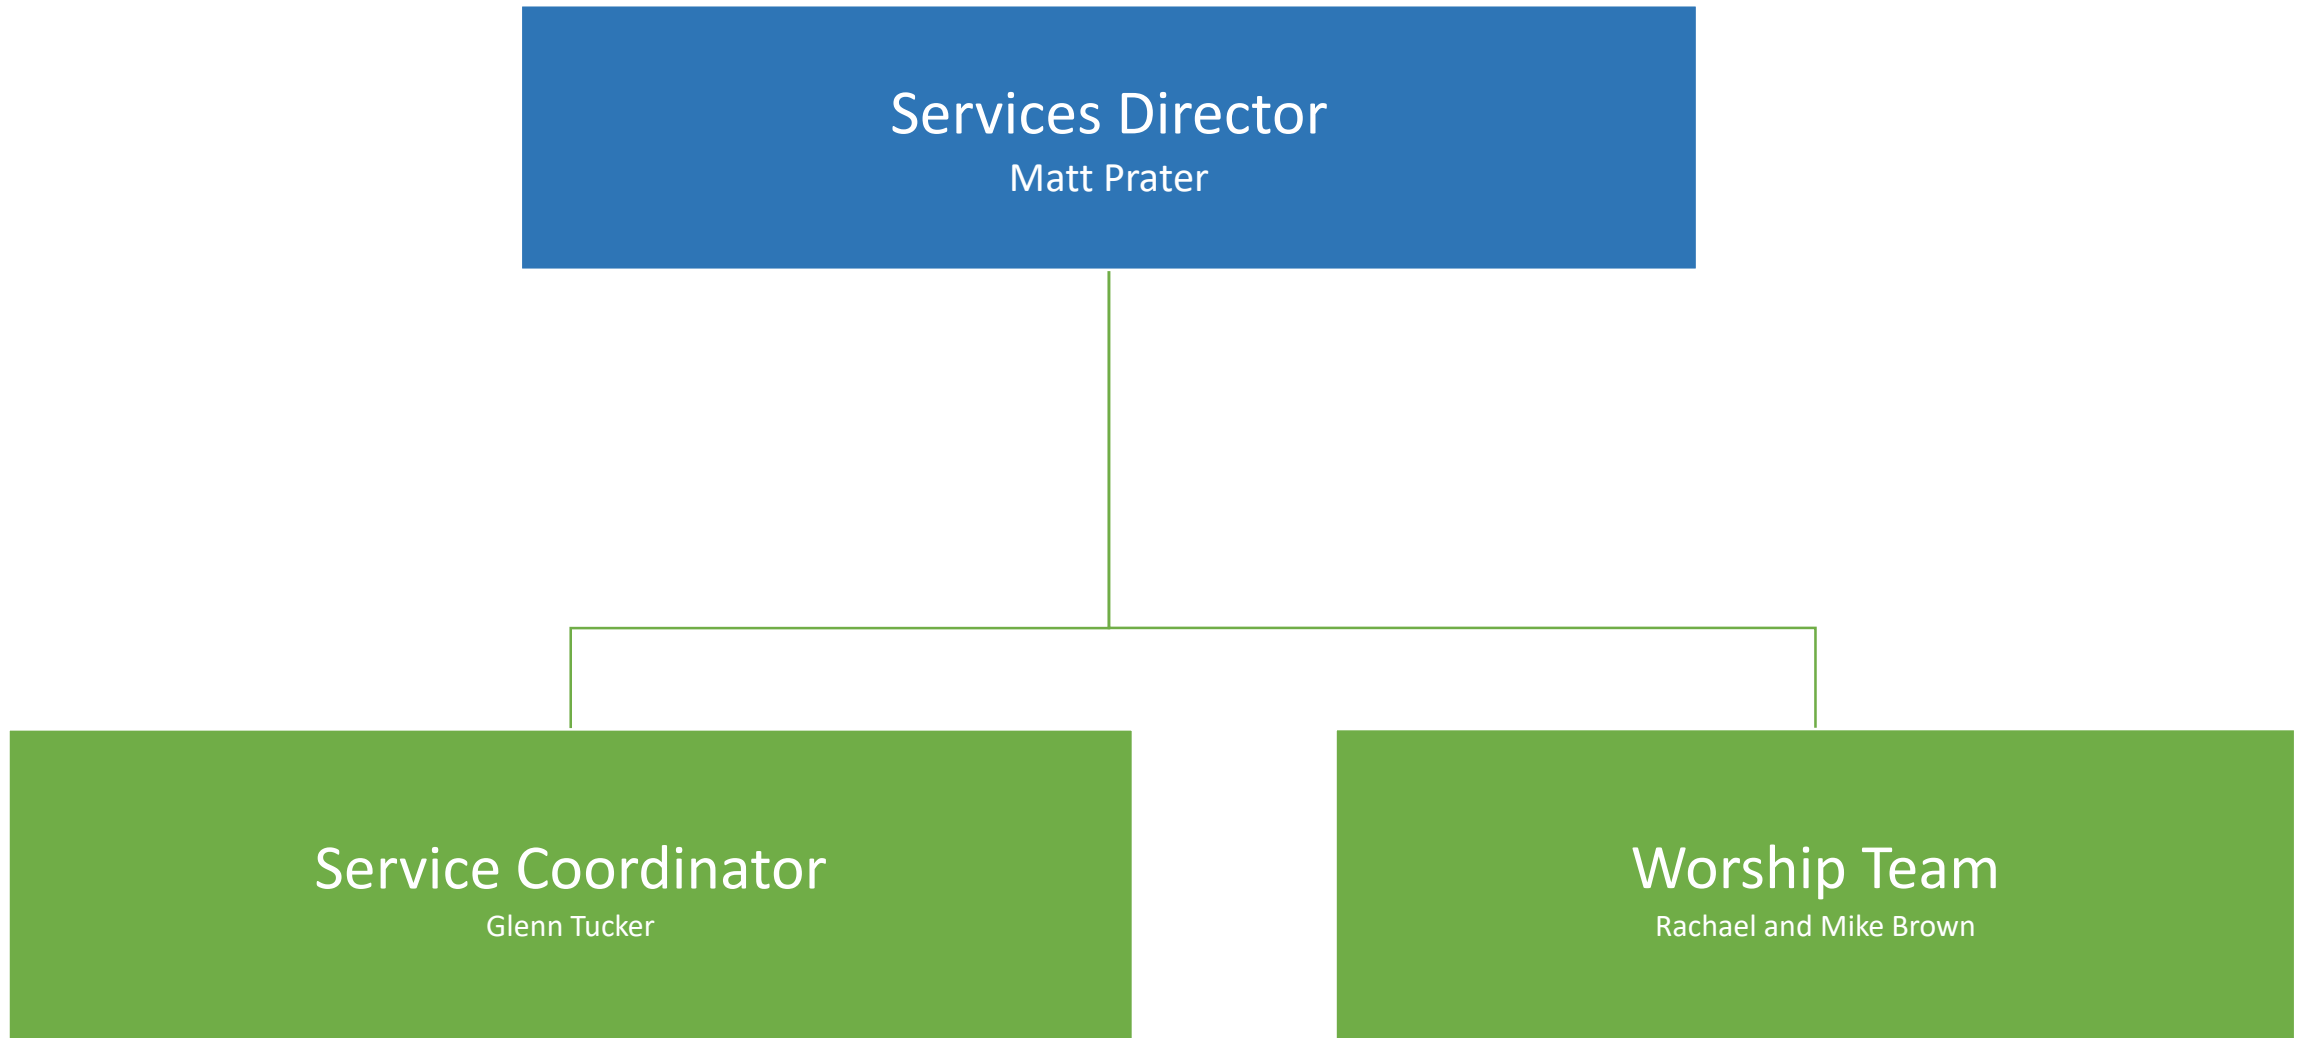 Services Director
Matt Prater
Service Coordinator
Glenn Tucker
Worship Team
Rachael and Mike Brown